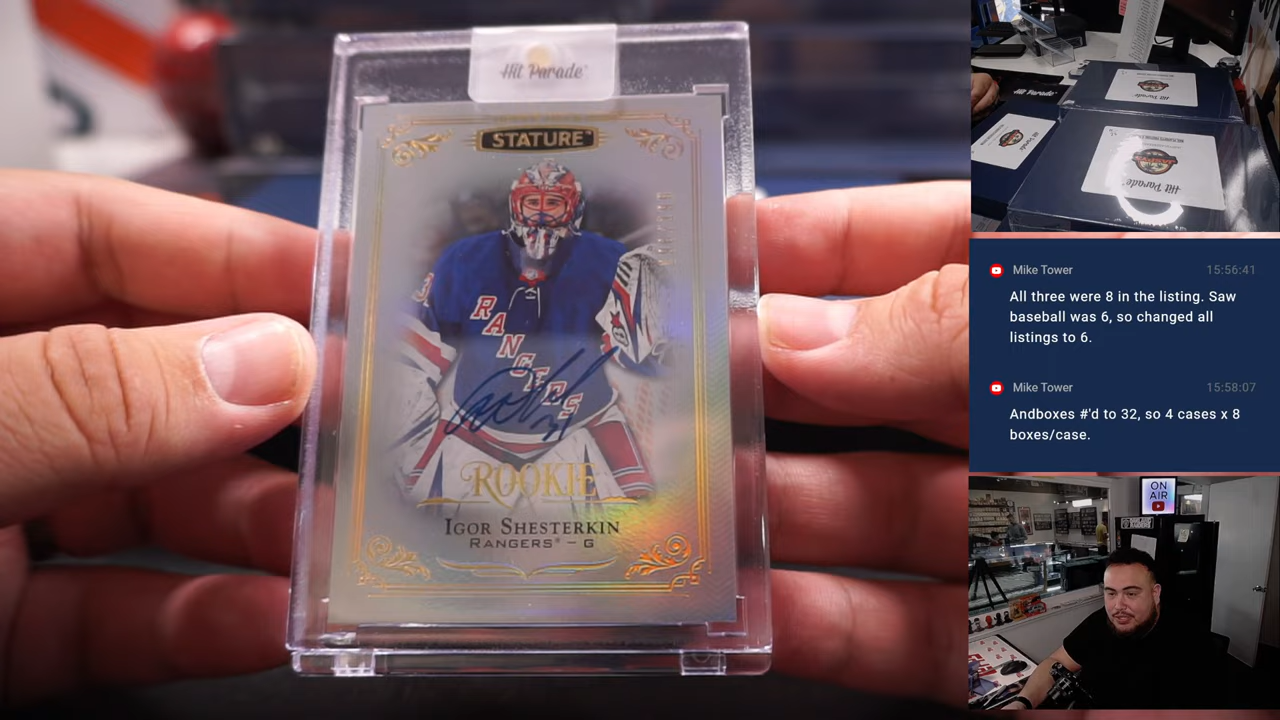 Hit Parade
STATURE
RANGERS
ROOKIE
IGOR SHESTERKIN
RANGERS - G
Hit Parade
Hit Parade
Mike Tower 15:56:41
All three were 8 in the listing. Saw
baseball was 6, so changed all
listings to 6.
Mike Tower 15:58:07
Andboxes #'d to 32, so 4 cases x 8
boxes/case.
ON
AIR